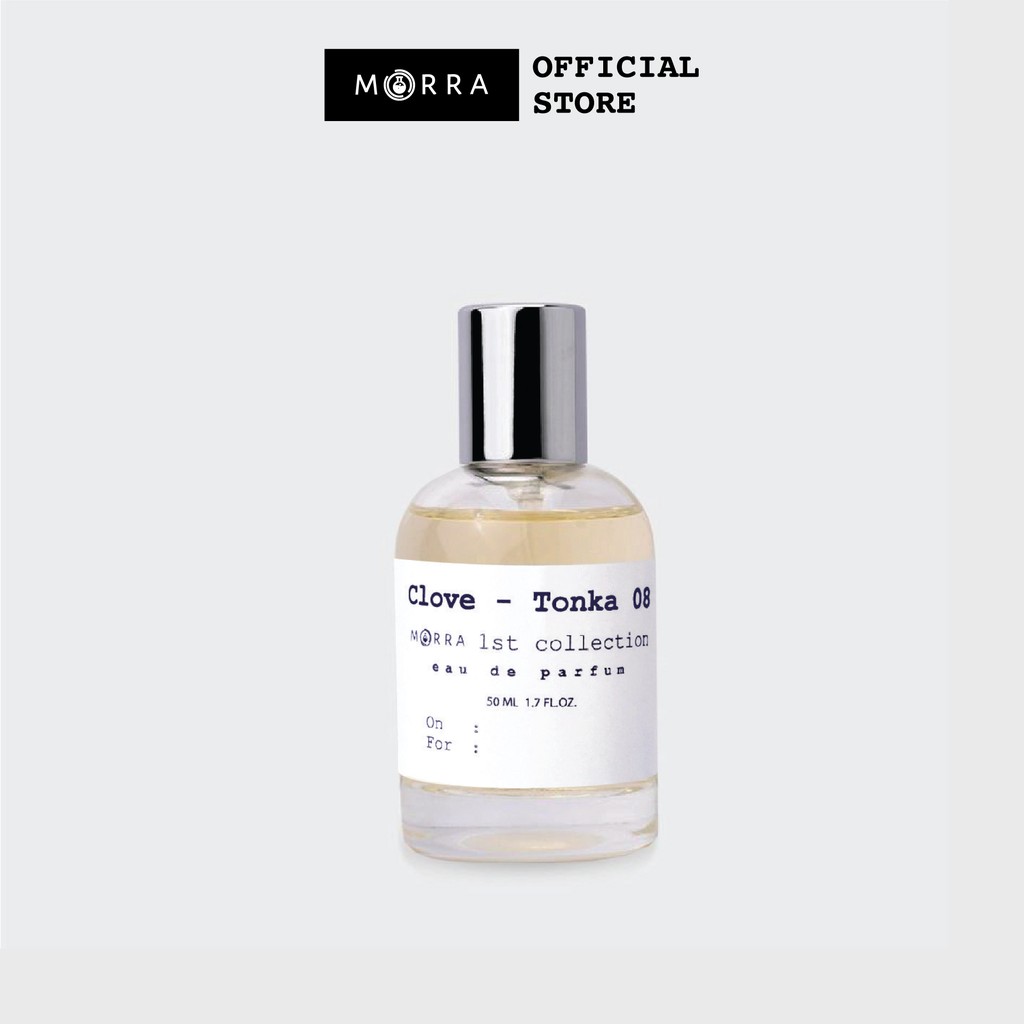 MORRA
OFFICIAL
STORE
Clove - Tonka 08
MORRA 1st collection
eau de parfum
50 ML 1.7 FL.OZ.
On :
For :